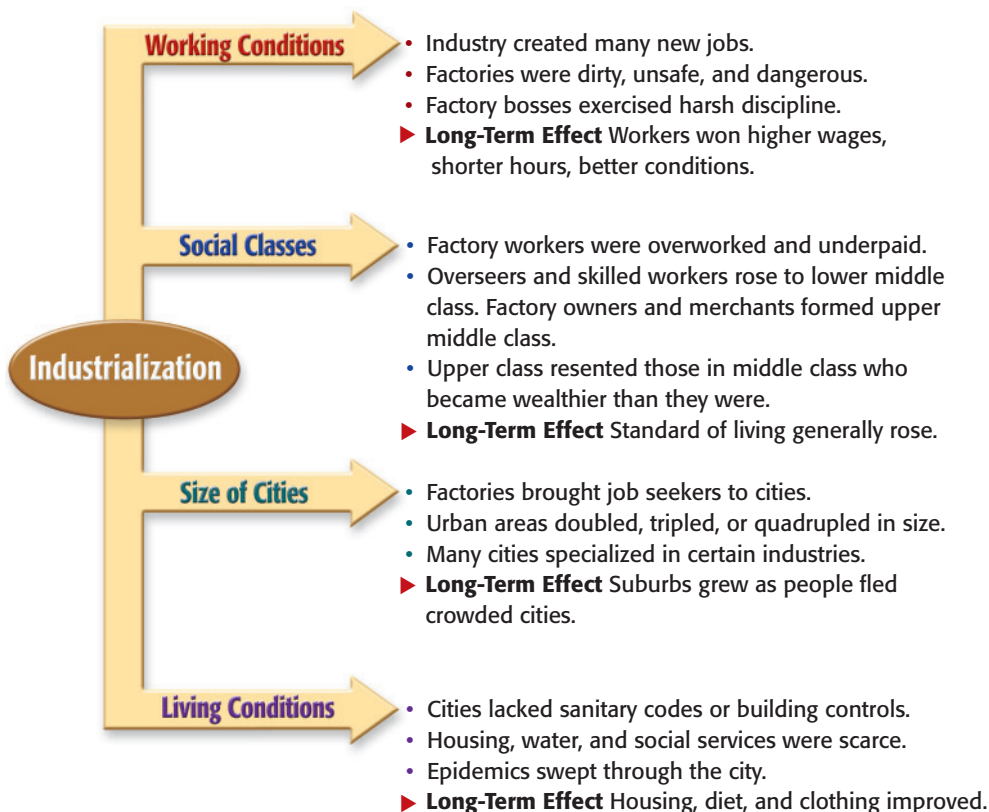 Industrialization
Working Conditions
• Industry created many new jobs.
• Factories were dirty, unsafe, and dangerous.
• Factory bosses exercised harsh discipline.
▶ Long-Term Effect Workers won higher wages,
shorter hours, better conditions.
Social Classes
• Factory workers were overworked and underpaid.
• Overseers and skilled workers rose to lower middle
class. Factory owners and merchants formed upper
middle class.
• Upper class resented those in middle class who
became wealthier than they were.
▶ Long-Term Effect Standard of living generally rose.
Size of Cities
• Factories brought job seekers to cities.
• Urban areas doubled, tripled, or quadrupled in size.
• Many cities specialized in certain industries.
▶ Long-Term Effect Suburbs grew as people fled
crowded cities.
Living Conditions
• Cities lacked sanitary codes or building controls.
• Housing, water, and social services were scarce.
• Epidemics swept through the city.
▶ Long-Term Effect Housing, diet, and clothing improved.